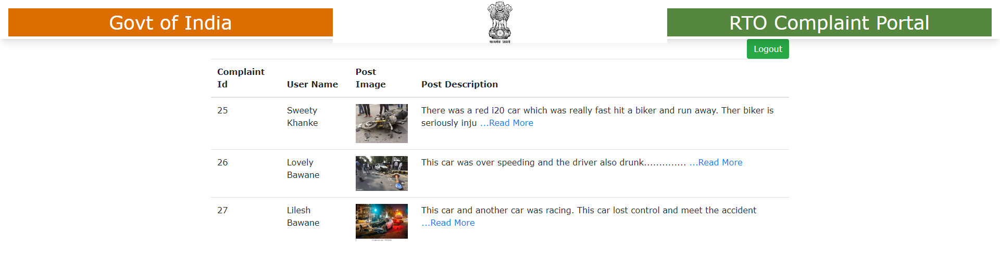 Govt of India
सत्यमेव जयते
RTO Complaint Portal
Logout
Complaint Id
User Name
Post Image
Post Description
25
Sweety Khanke
There was a red i20 car which was really fast hit a biker and run away. Ther biker is
seriously inju ...Read More
26
Lovely Bawane
This car was over speeding and the driver also drunk.............. ...Read More
27
Lilesh Bawane
This car and another car was racing. This car lost control and meet the accident
...Read More